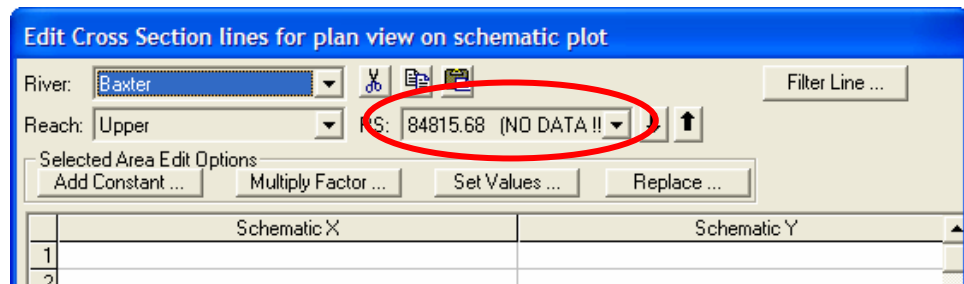 Edit Cross Section lines for plan view on schematic plot
River: Baxter Filter Line ...
Reach: Upper RS: 84815.68 (NO DATA !!
Selected Area Edit Options
Add Constant ... Multiply Factor ... Set Values ... Replace ...
Schematic X Schematic Y
1
2